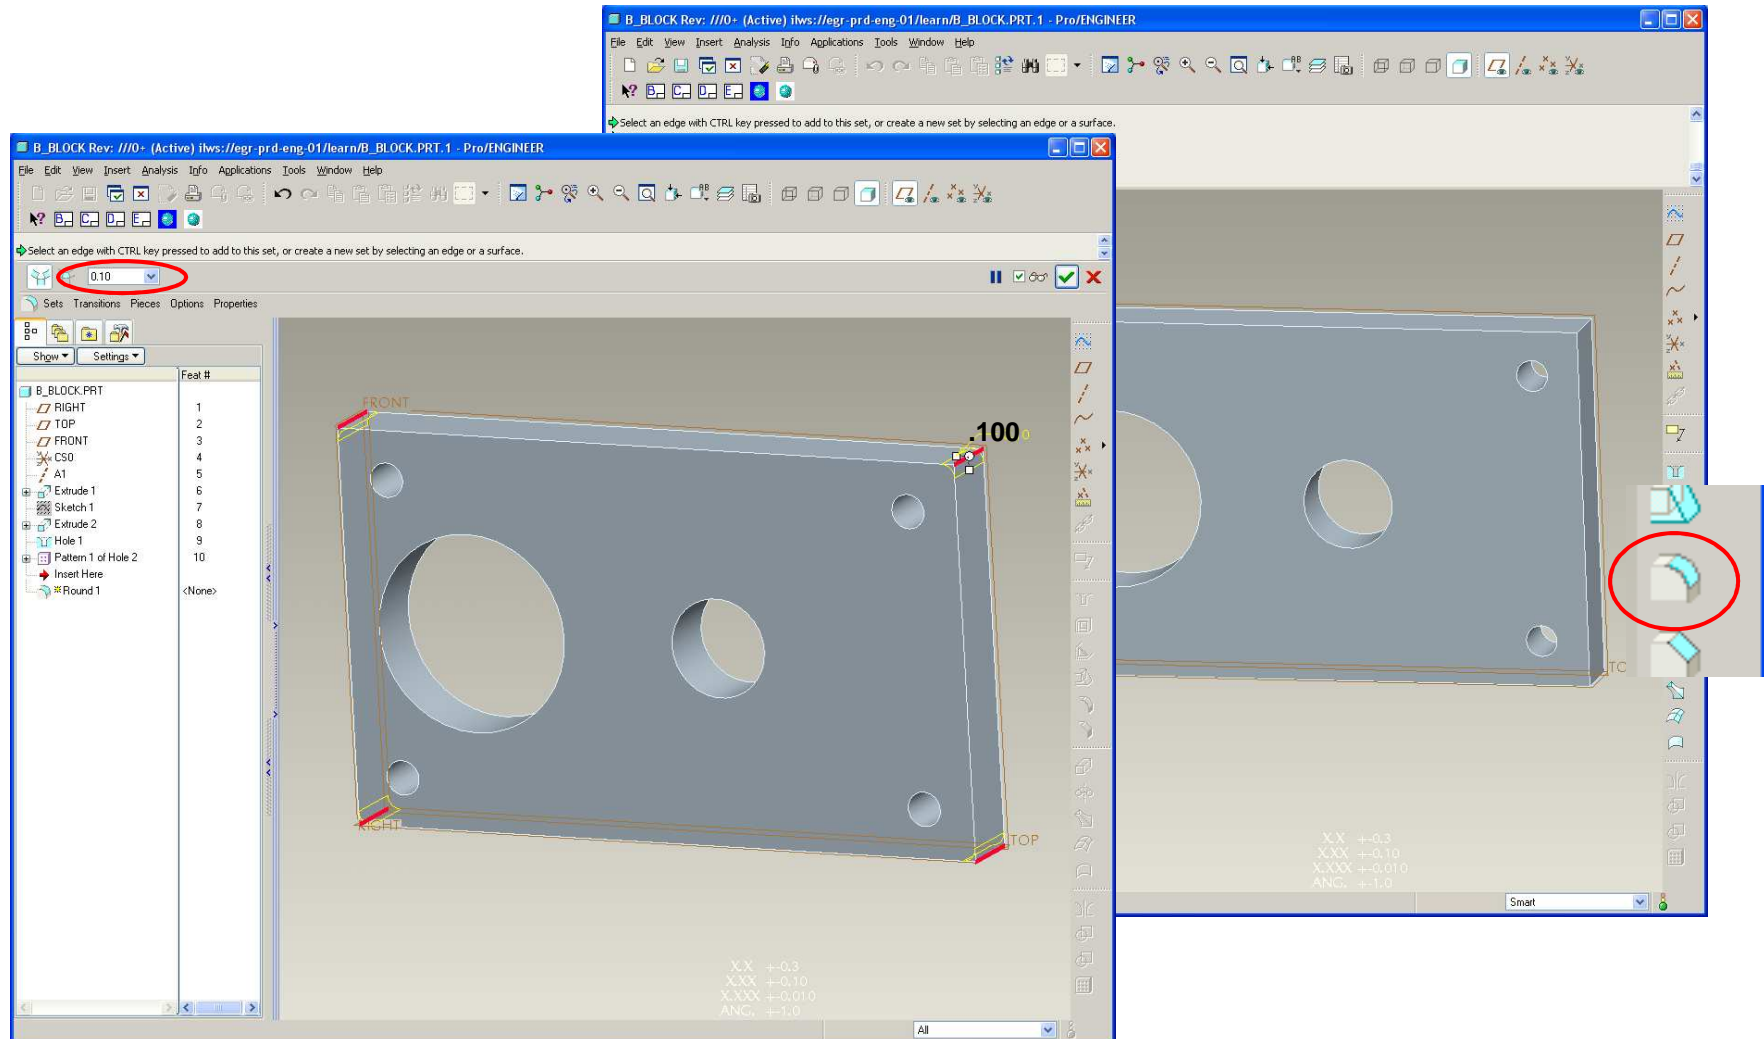 B_BLOCK Rev: ///0+ (Active) ilws://egr-prd-eng-01/learn/B_BLOCK.PRT.1 - Pro/ENGINEER
File Edit View Insert Analysis Info Applications Tools Window Help
Select an edge with CTRL key pressed to add to this set, or create a new set by selecting an edge or a surface.
TO
X.X +-0.3
X.XX +-0.10
X.XXX +-0.010
ANG. +-1.0
Smart
B_BLOCK Rev: ///0+ (Active) ilws://egr-prd-eng-01/learn/B_BLOCK.PRT.1 - Pro/ENGINEER
File Edit View Insert Analysis Info Applications Tools Window Help
Select an edge with CTRL key pressed to add to this set, or create a new set by selecting an edge or a surface.
0.10
Sets Transitions Pieces Options Properties
Show Settings
Feat #
B_BLOCK.PRT
RIGHT 1
TOP 2
FRONT 3
CS0 4
A1 5
Extrude 1 6
Sketch 1 7
Extrude 2 8
Hole 1 9
Pattern 1 of Hole 2 10
Insert Here
Round 1 <None>
FRONT
.100
RIGHT
TOP
X.X +-0.3
X.XX +-0.10
X.XXX +-0.010
ANG. +-1.0
All